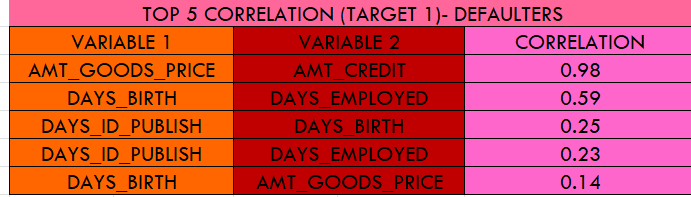 TOP 5 CORRELATION (TARGET 1)- DEFAULTERS
VARIABLE 1 VARIABLE 2 CORRELATION
AMT_GOODS_PRICE AMT_CREDIT 0.98
DAYS_BIRTH DAYS_EMPLOYED 0.59
DAYS_ID_PUBLISH DAYS_BIRTH 0.25
DAYS_ID_PUBLISH DAYS_EMPLOYED 0.23
DAYS_BIRTH AMT_GOODS_PRICE 0.14